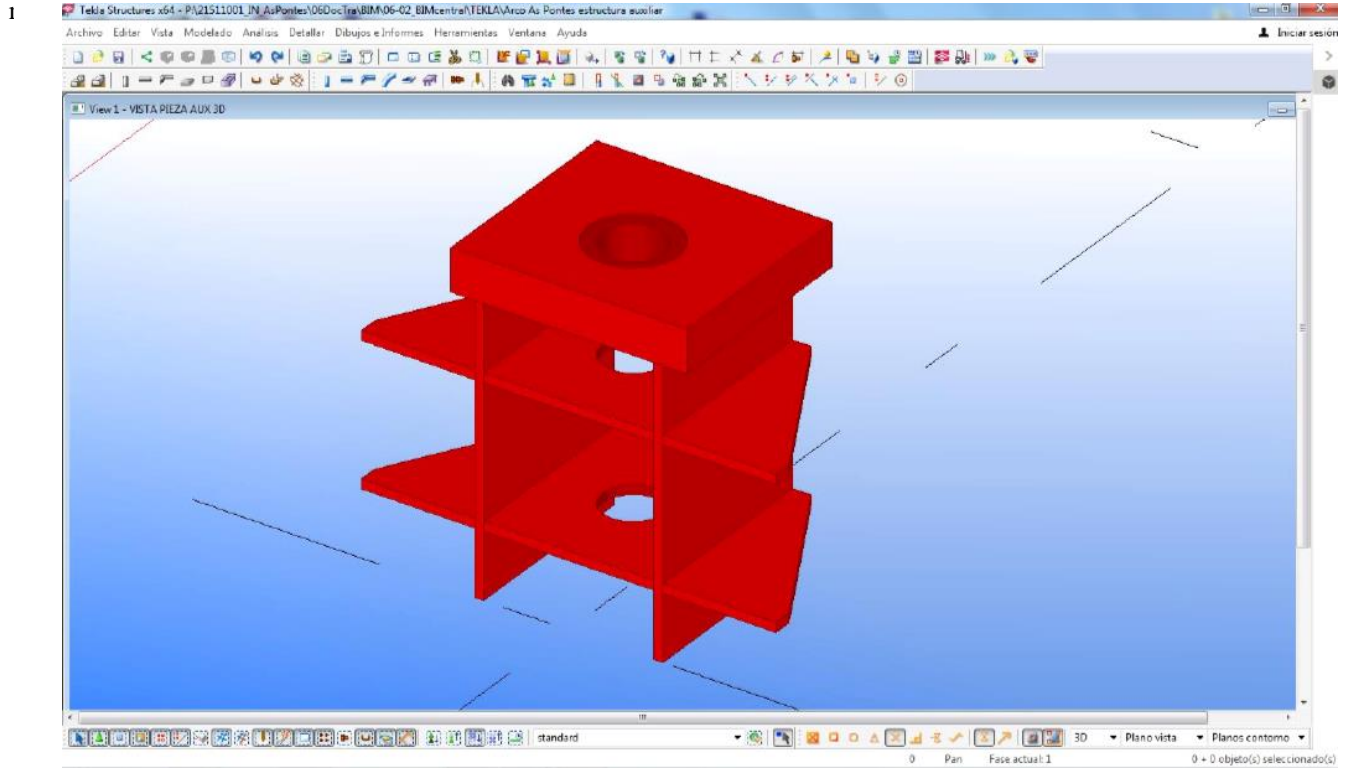 1
Tekla Structures x64 - P:\21511001_IN_AsPontes\06DocTra\BIM\06-02_BIMcentral\TEKLA\Arco As Pontes estructura auxiliar
Archivo Editar Vista Modelado Análisis Detallar Dibujos e Informes Herramientas Ventana Ayuda Iniciar sesión
View 1 - VISTA PIEZA AUX 3D
standard 3D Plano vista Planos contorno
0 Pan Fase actual: 1 0 + 0 objeto(s) seleccionado(s)